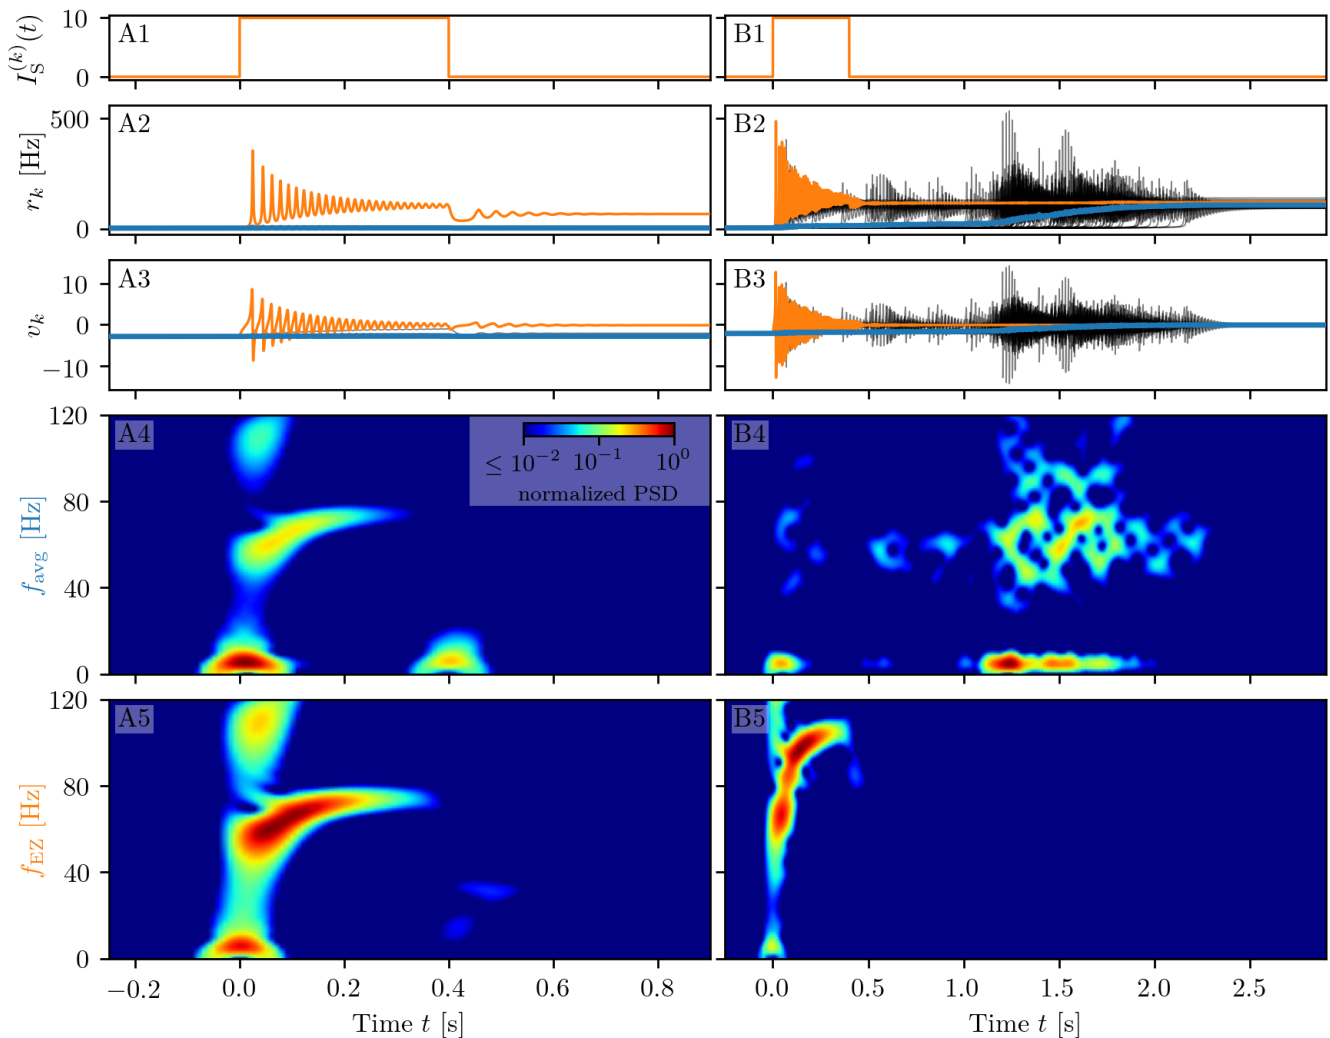 I_S^{(k)}(t)
10
0
A1
B1
r_k [Hz]
500
0
A2
B2
v_k
10
0
−10
A3
B3
f_avg [Hz]
120
80
40
0
A4
≤ 10^{−2} 10^{−1} 10^0
normalized PSD
B4
f_EZ [Hz]
120
80
40
0
A5
B5
−0.2 0.0 0.2 0.4 0.6 0.8
0.0 0.5 1.0 1.5 2.0 2.5
Time t [s]
Time t [s]